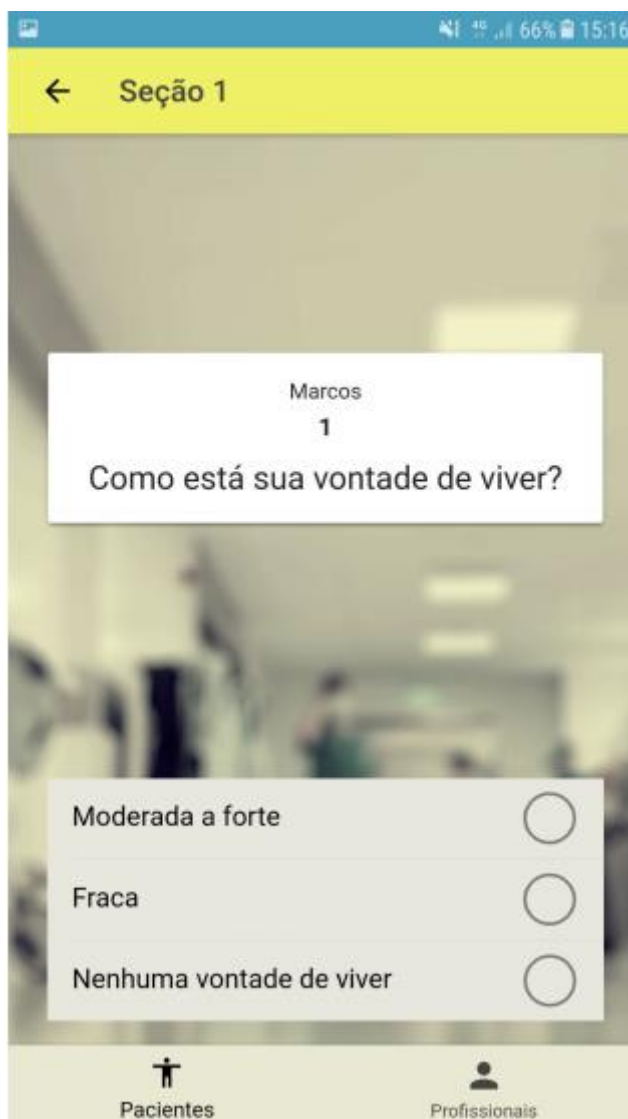 4G 66% 15:16
Seção 1
Marcos
1
Como está sua vontade de viver?
Moderada a forte
Fraca
Nenhuma vontade de viver
Pacientes
Profissionais